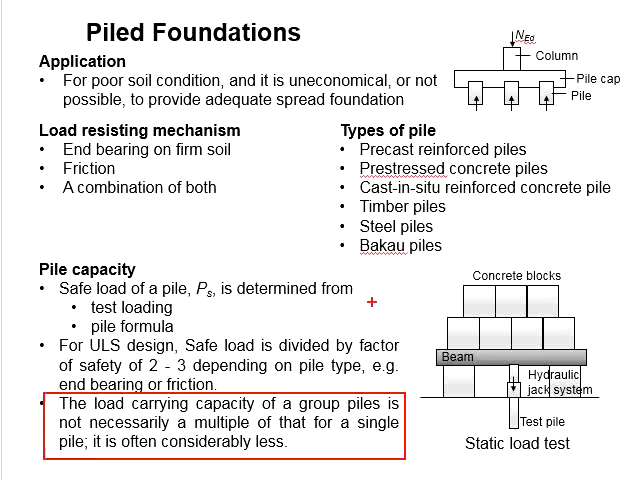 Piled Foundations
Application
• For poor soil condition, and it is uneconomical, or not
possible, to provide adequate spread foundation
N_Ed
Column
Pile cap
Pile
Load resisting mechanism
• End bearing on firm soil
• Friction
• A combination of both
Types of pile
• Precast reinforced piles
• Prestressed concrete piles
• Cast-in-situ reinforced concrete pile
• Timber piles
• Steel piles
• Bakau piles
Pile capacity
• Safe load of a pile, Ps, is determined from
• test loading
• pile formula
• For ULS design, Safe load is divided by factor
of safety of 2 - 3 depending on pile type, e.g.
end bearing or friction.
• The load carrying capacity of a group piles is
not necessarily a multiple of that for a single
pile; it is often considerably less.
Concrete blocks
Beam
Hydraulic
jack system
Test pile
Static load test